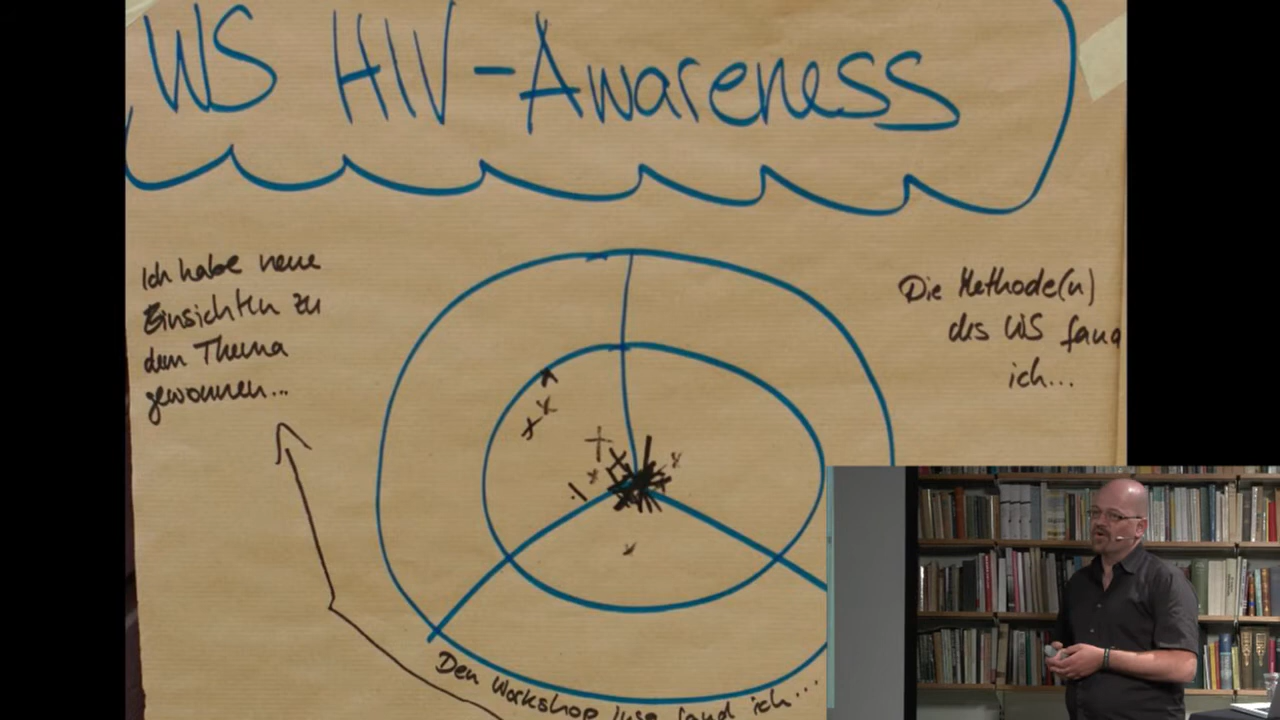 WS HIV-Awareness
Ich habe neue
Einsichten zu
dem Thema
gewonnen...
Die Methode(n)
des WS fand
ich...
Den Workshop fand ich...